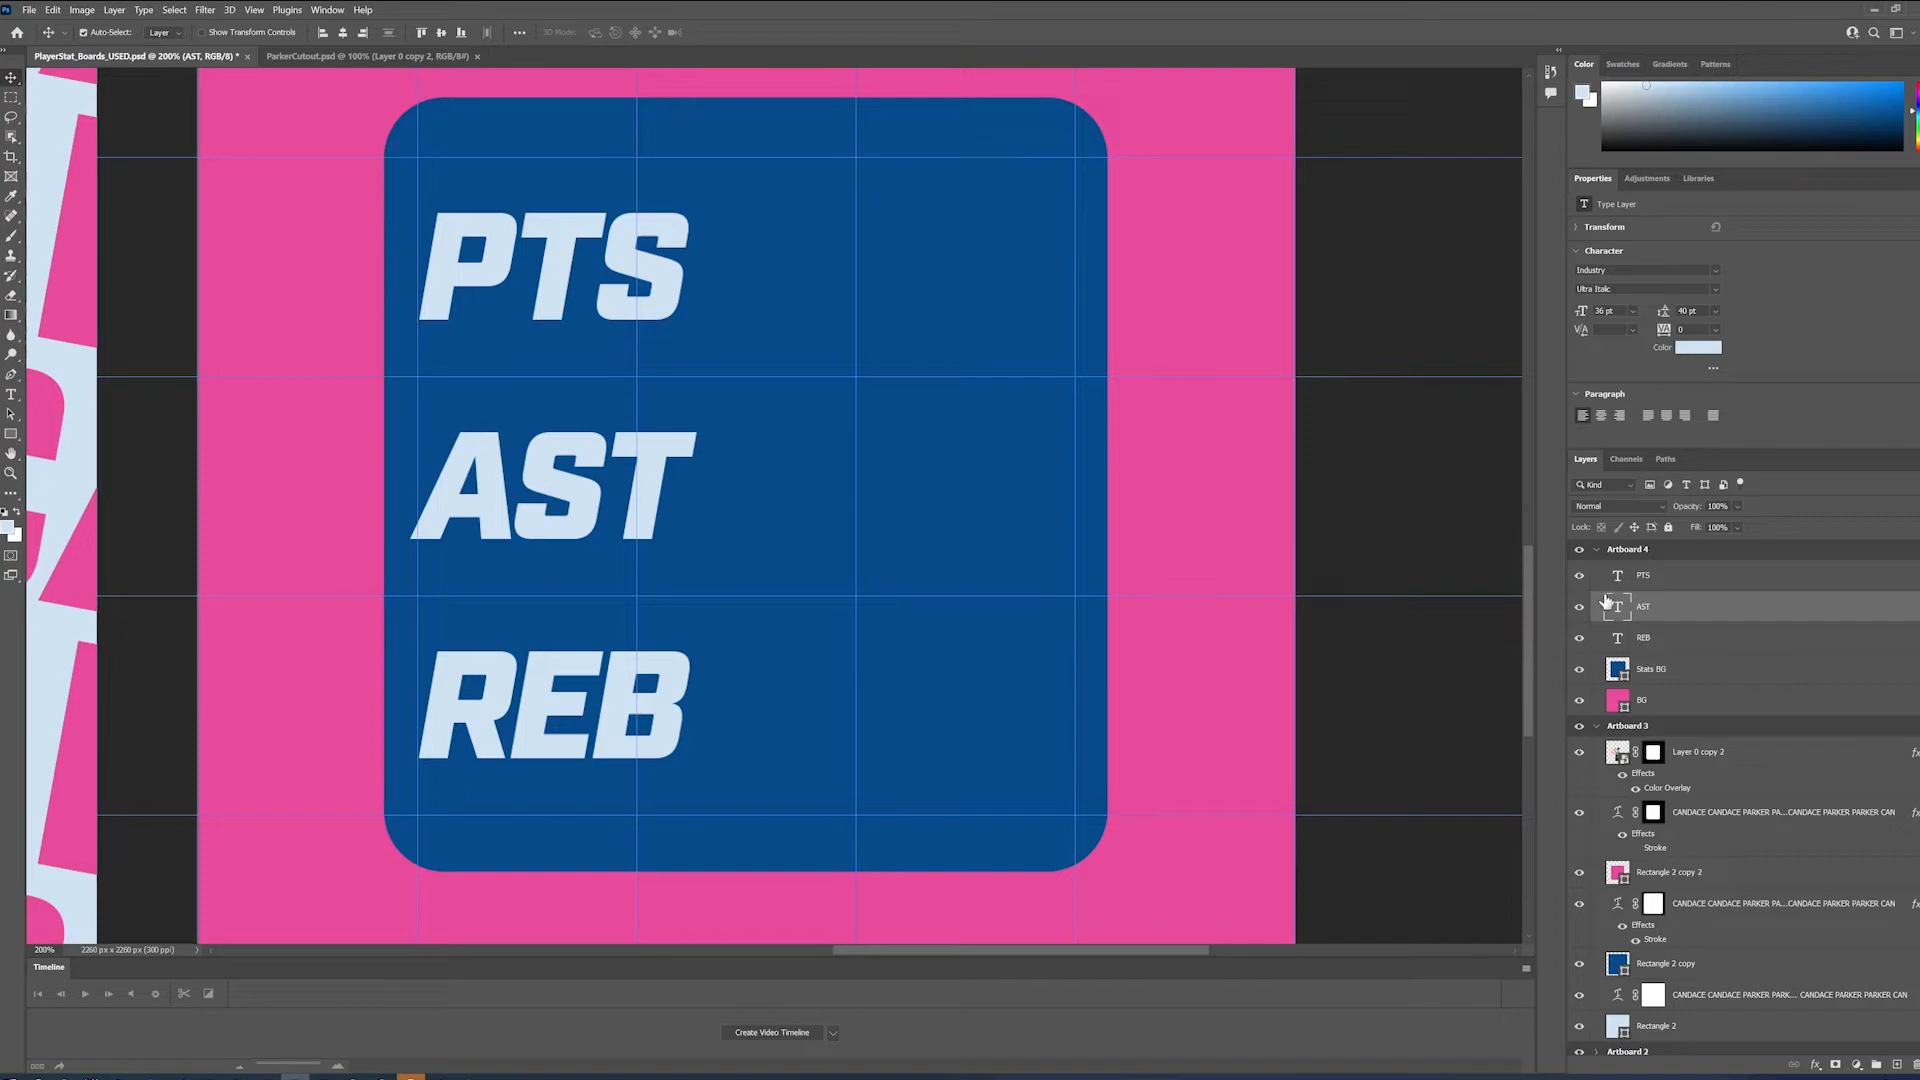 File Edit Image Layer Type Select Filter 3D View Plugins Window Help
Auto-Select: Layer Show Transform Controls 3D Mode:
PlayerStat_Boards_USED.psd @ 200% (AST, RGB/8) * × ParkerCutout.psd @ 100% (Layer 0 copy 2, RGB/8#) ×
PTS
AST
REB
200% 2260 px x 2260 px (300 ppi)
Timeline
Create Video Timeline
Color Swatches Gradients Patterns
Properties Adjustments Libraries
Type Layer
Transform
Character
Industry
Ultra Italic
36 pt 40 pt
0
Color
Paragraph
Layers Channels Paths
Kind
Normal Opacity: 100%
Lock: Fill: 100%
Artboard 4
PTS
AST
REB
Stats BG
BG
Artboard 3
Layer 0 copy 2
Effects
Color Overlay
CANDACE CANDACE PARKER PA...CANDACE PARKER PARKER CAN
Effects
Stroke
Rectangle 2 copy 2
CANDACE CANDACE PARKER PA...CANDACE PARKER PARKER CAN
Effects
Stroke
Rectangle 2 copy
CANDACE CANDACE PARKER PARK... CANDACE PARKER PARKER CAN
Rectangle 2
Artboard 2